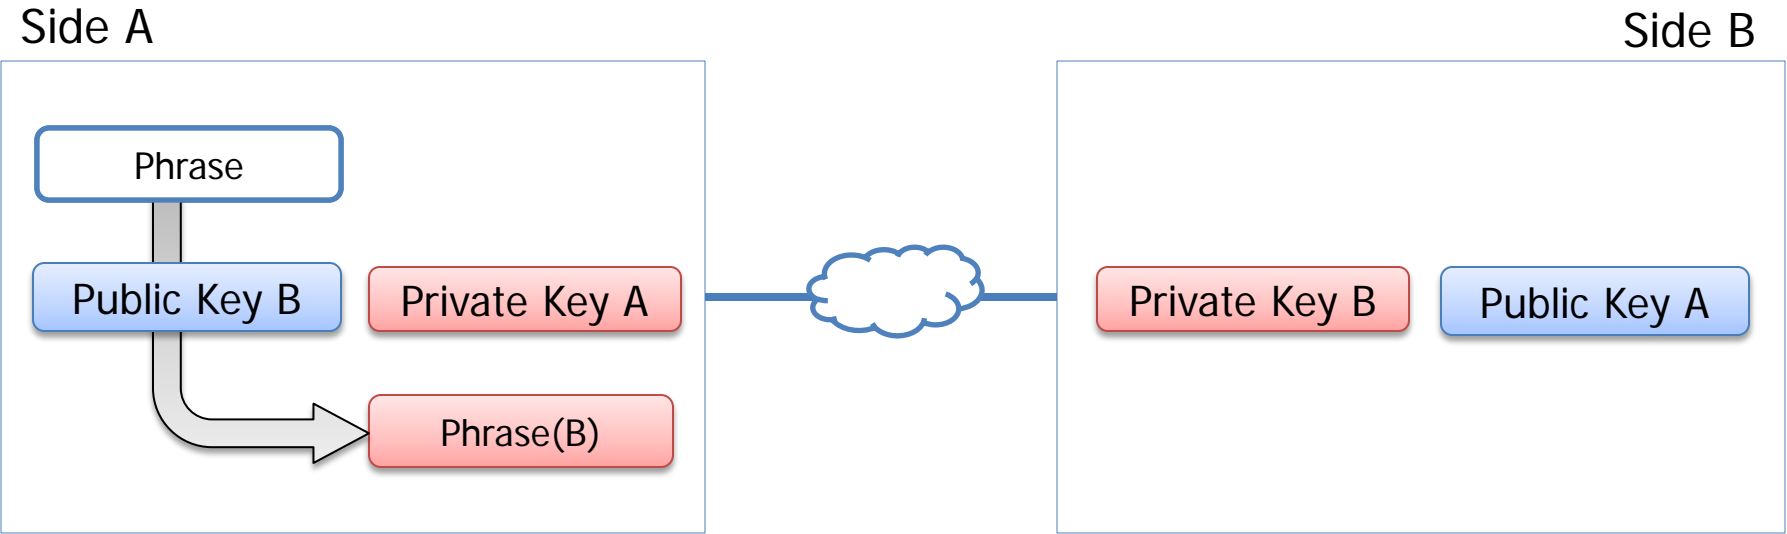 Side A
Side B
Phrase
Public Key B
Private Key A
Private Key B
Public Key A
Phrase(B)